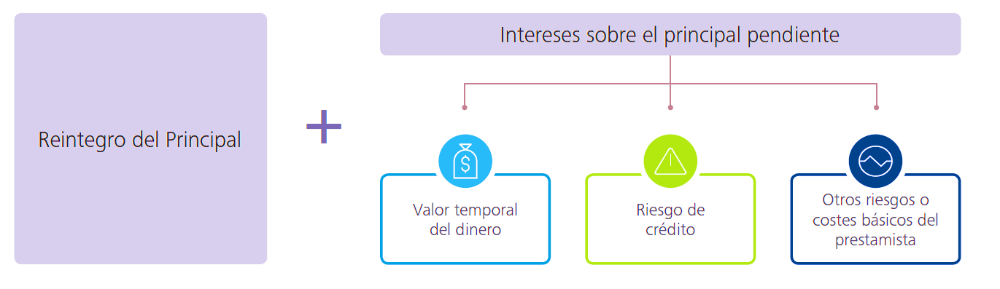 Reintegro del Principal
+
Intereses sobre el principal pendiente
$
Valor temporal
del dinero
Riesgo de
crédito
Otros riesgos o
costes básicos del
prestamista